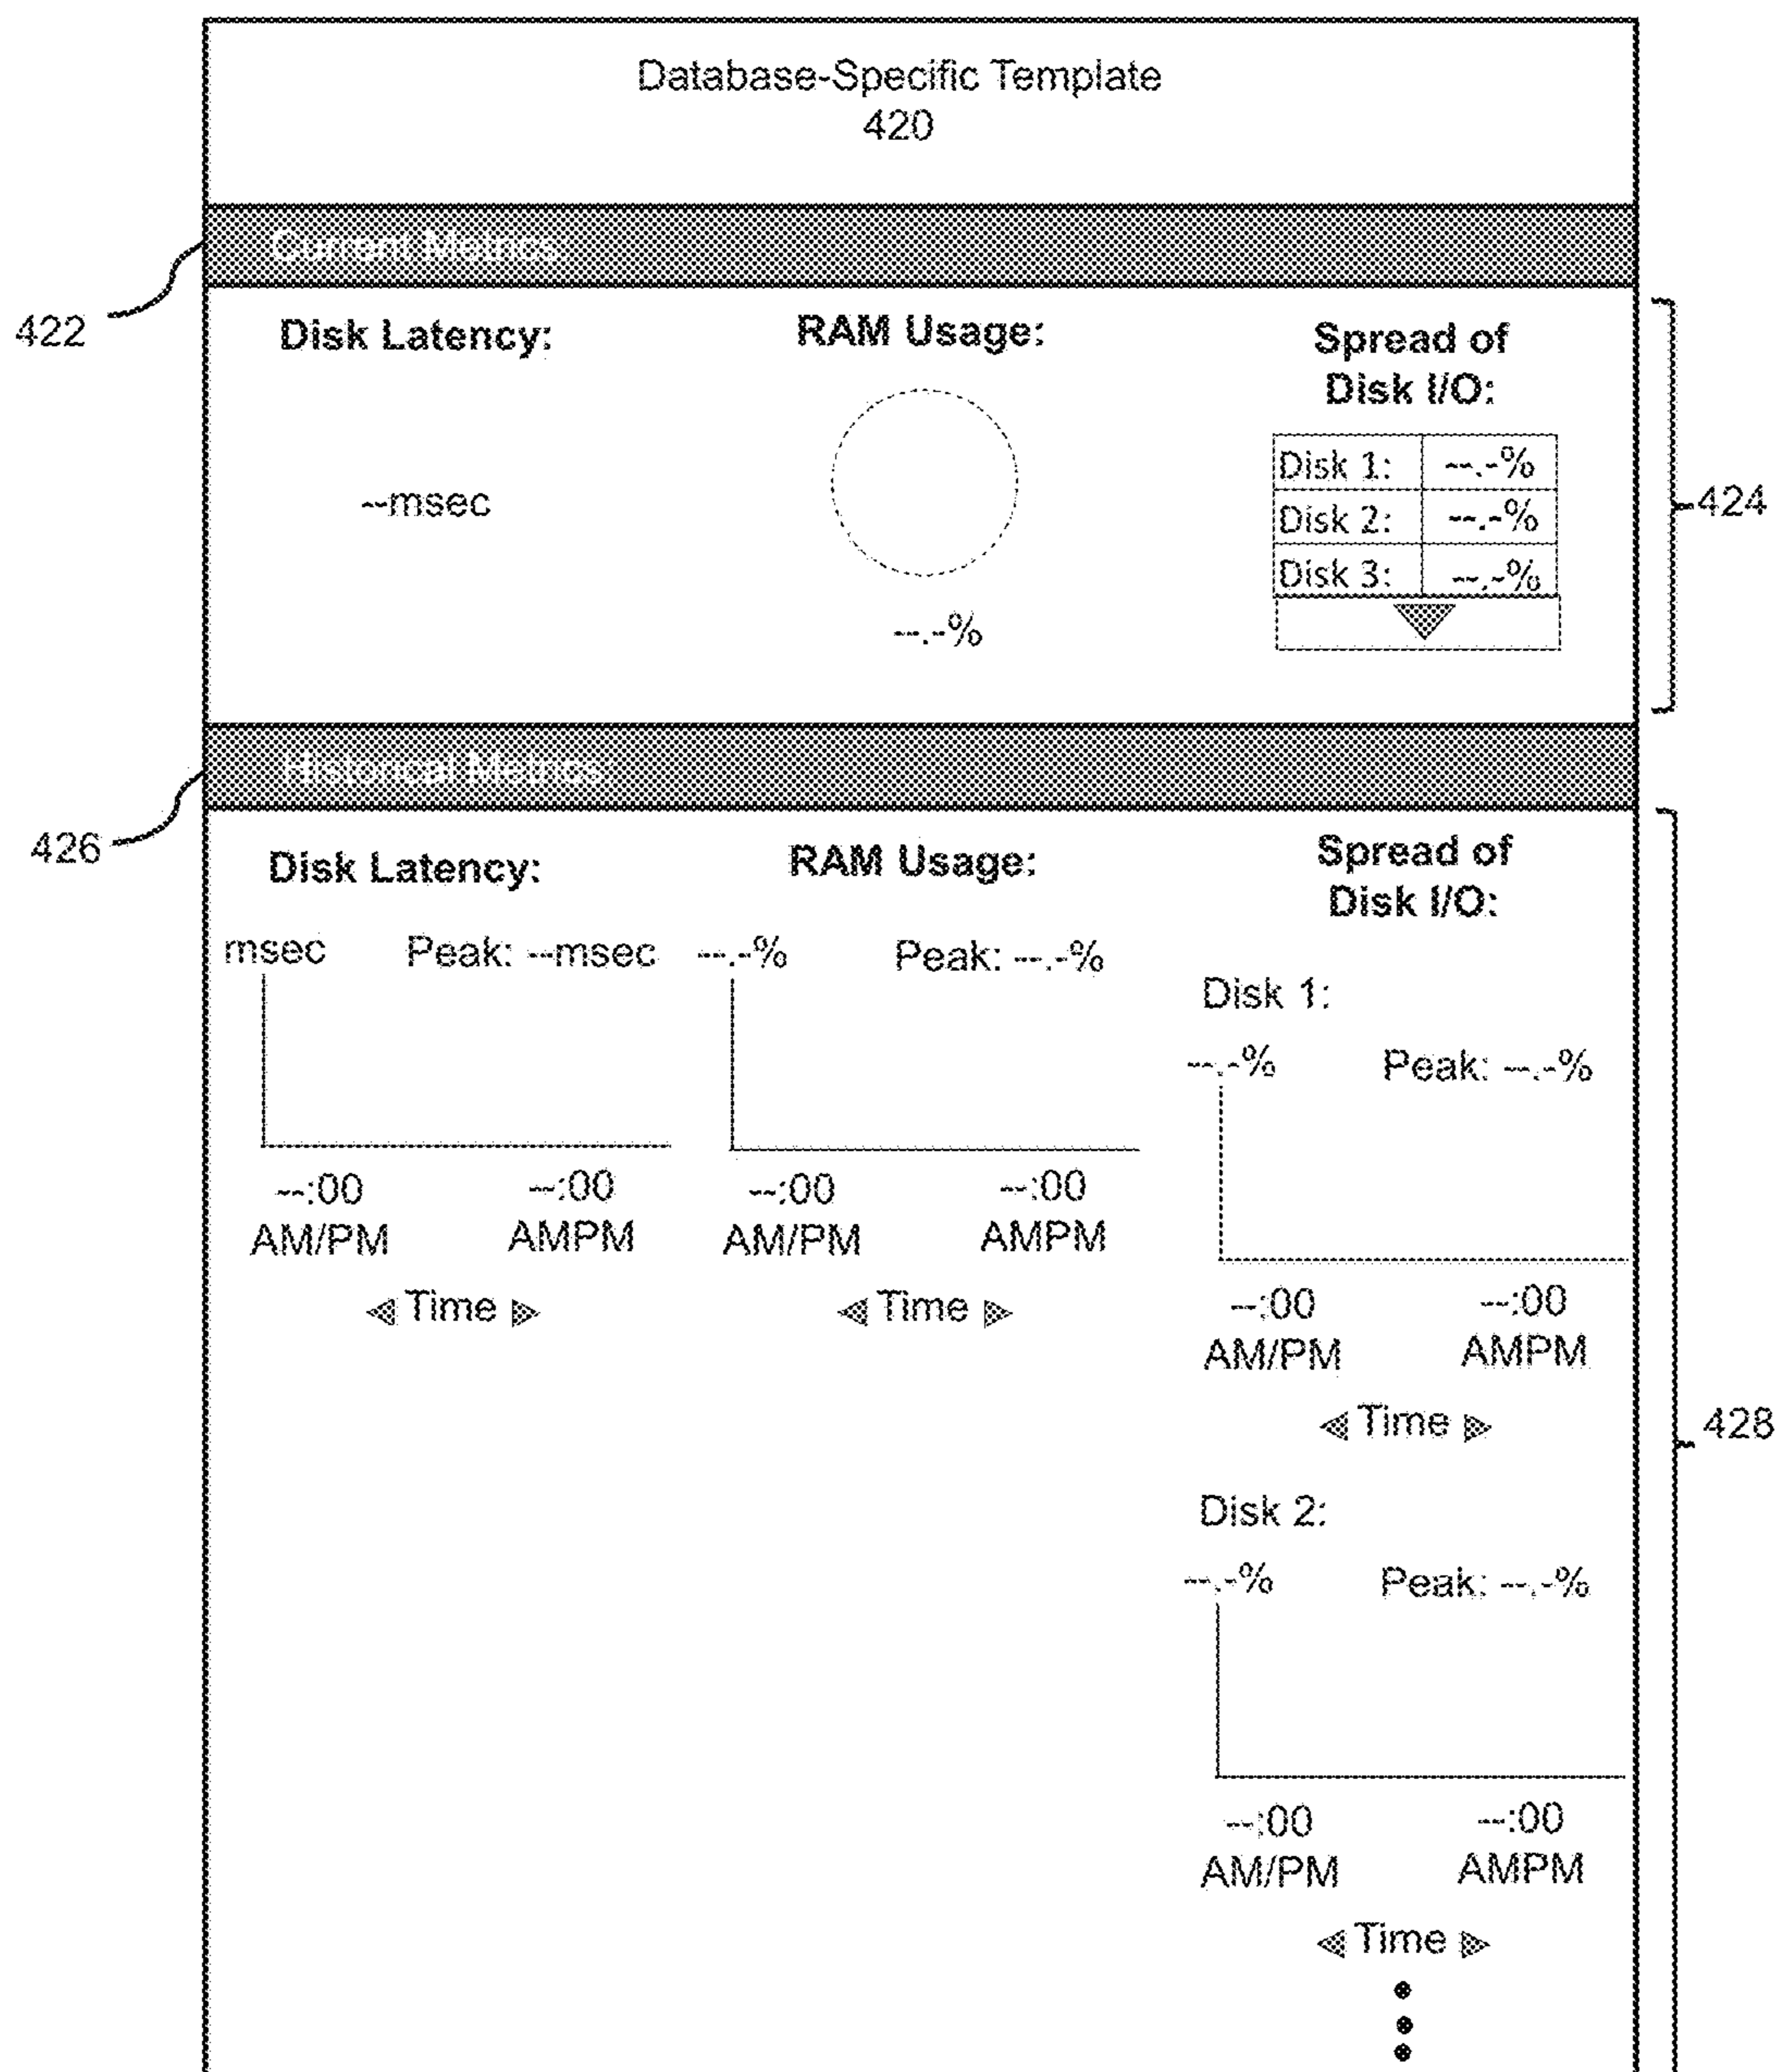 Database-Specific Template
420
Current Metrics:
422
Disk Latency:
RAM Usage:
Spread of
Disk I/O:
--msec
--.-%
Disk 1: --.-%
Disk 2: --.-%
Disk 3: --.-%
424
Historical Metrics:
426
Disk Latency:
msec Peak: --msec
--:00 --:00
AM/PM AMPM
Time
RAM Usage:
--.-% Peak: --.-%
--:00 --:00
AM/PM AMPM
Time
Spread of
Disk I/O:
Disk 1:
--.-% Peak: --.-%
--:00 --:00
AM/PM AMPM
Time
Disk 2:
--.-% Peak: --.-%
--:00 --:00
AM/PM AMPM
Time
428